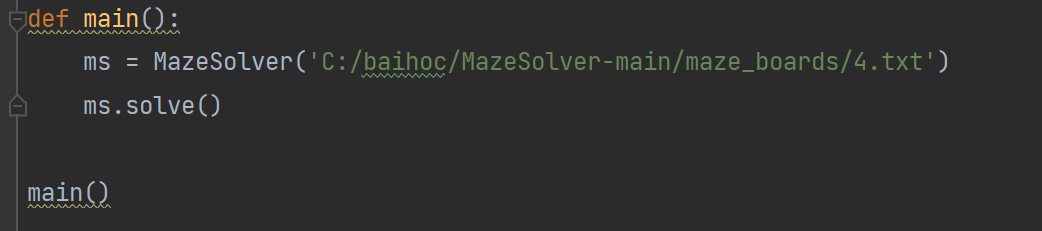 def main():
    ms = MazeSolver('C:/baihoc/MazeSolver-main/maze_boards/4.txt')
    ms.solve()
main()